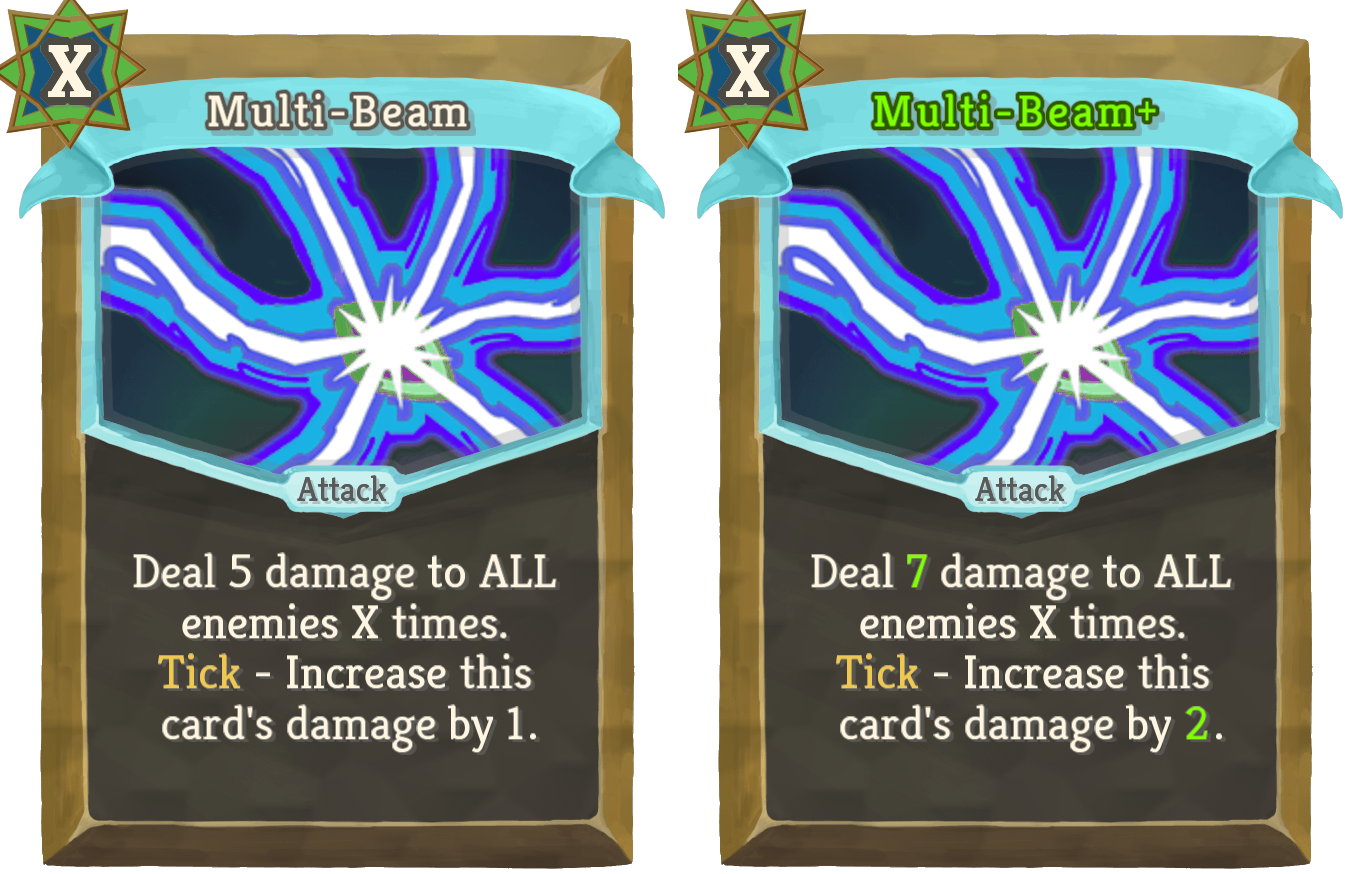 X
Multi-Beam
Attack
Deal 5 damage to ALL
enemies X times.
Tick - Increase this
card's damage by 1.
X
Multi-Beam+
Attack
Deal 7 damage to ALL
enemies X times.
Tick - Increase this
card's damage by 2.